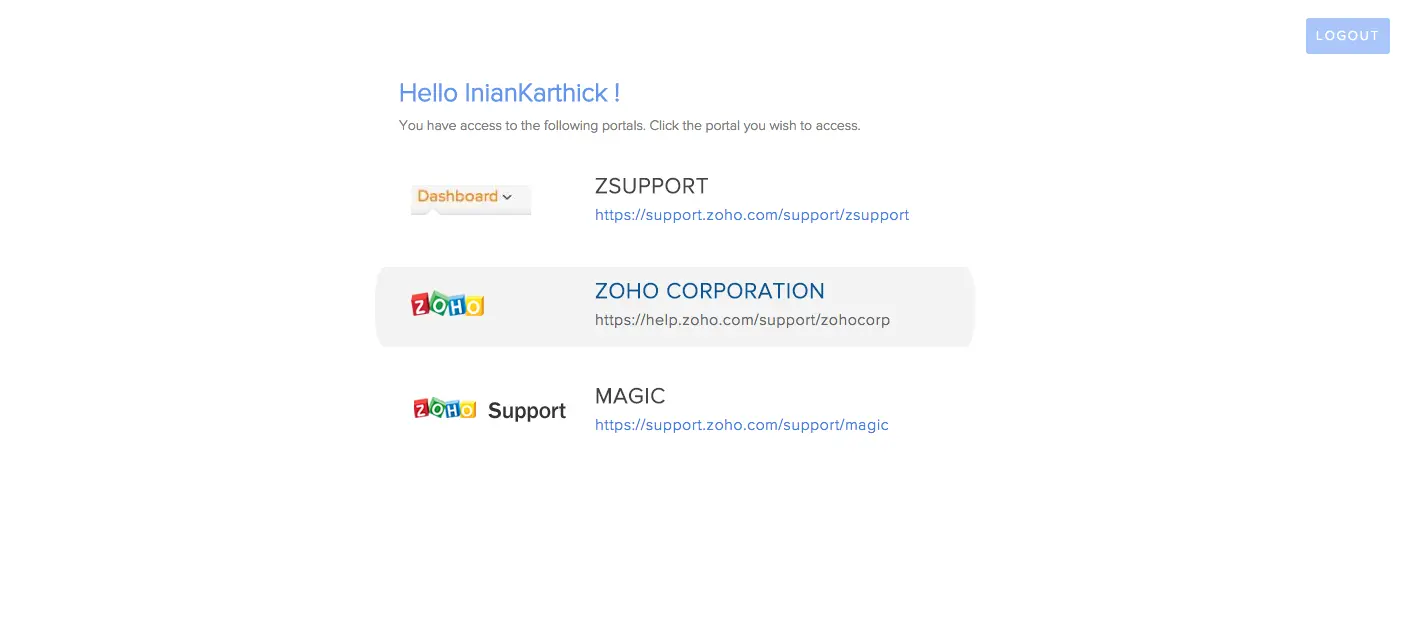 LOGOUT
Hello InianKarthick !
You have access to the following portals. Click the portal you wish to access.
Dashboard
ZSUPPORT
https://support.zoho.com/support/zsupport
ZOHO
ZOHO CORPORATION
https://help.zoho.com/support/zohocorp
ZOHO Support
MAGIC
https://support.zoho.com/support/magic